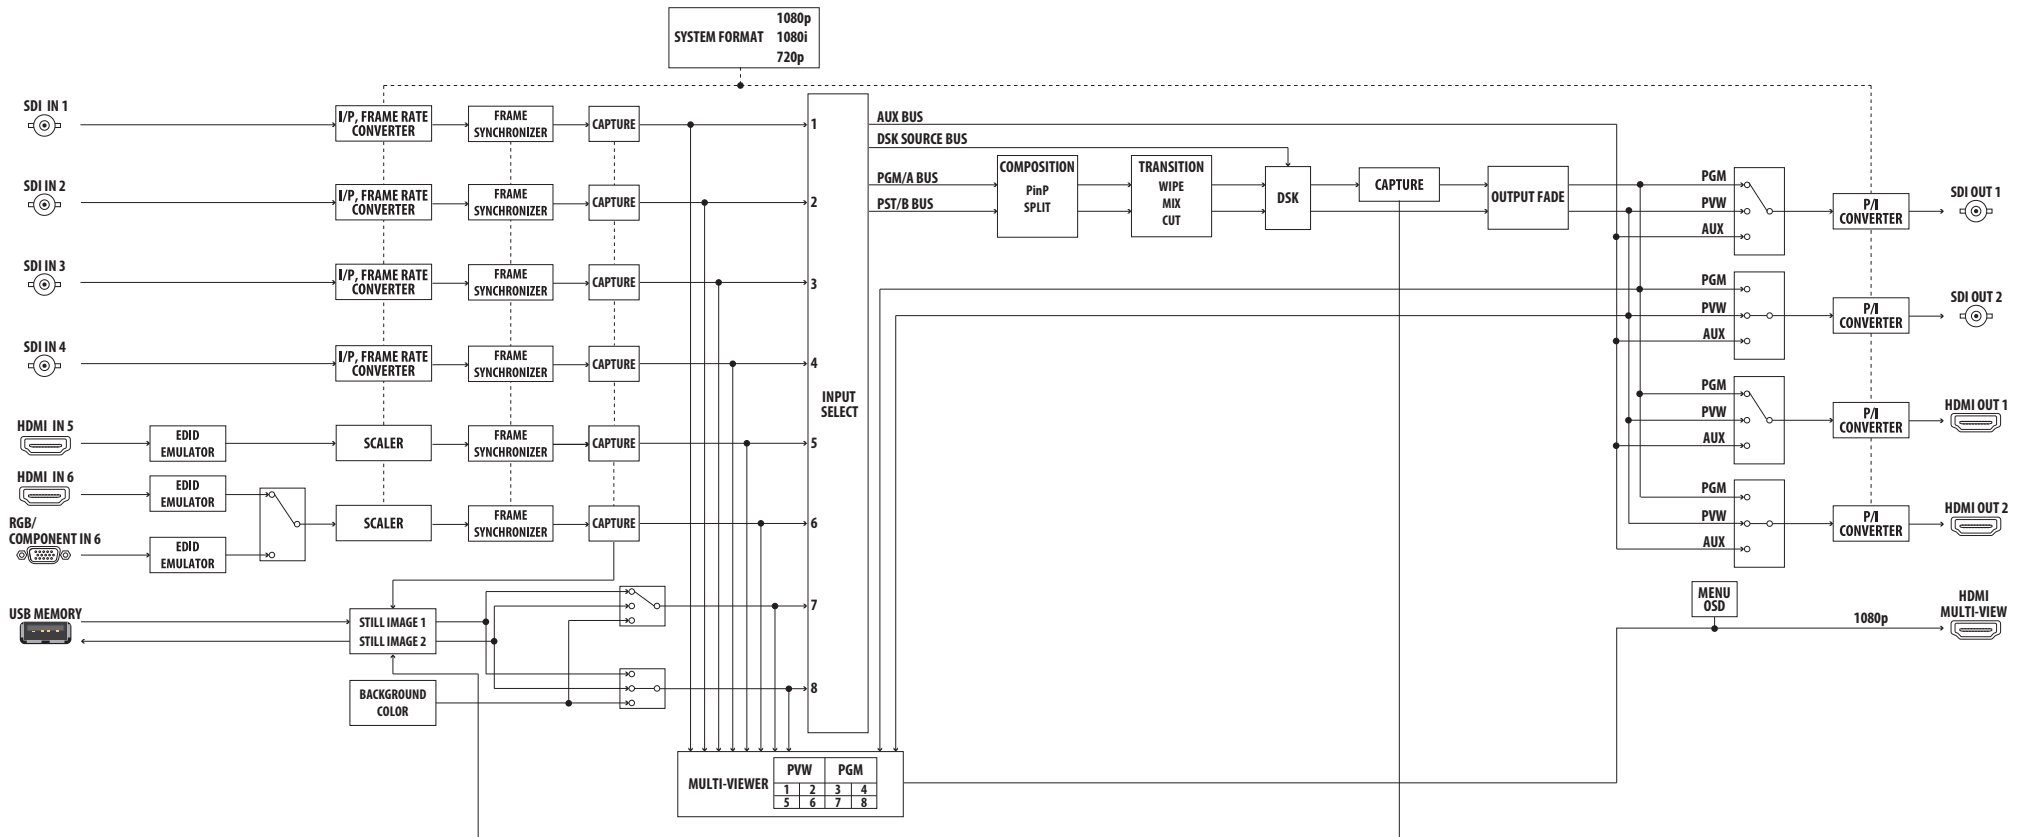 SYSTEM FORMAT
1080p
1080i
720p
SDI IN 1
I/P, FRAME RATE
CONVERTER
FRAME
SYNCHRONIZER
CAPTURE
1
SDI IN 2
I/P, FRAME RATE
CONVERTER
FRAME
SYNCHRONIZER
CAPTURE
2
SDI IN 3
I/P, FRAME RATE
CONVERTER
FRAME
SYNCHRONIZER
CAPTURE
3
SDI IN 4
I/P, FRAME RATE
CONVERTER
FRAME
SYNCHRONIZER
CAPTURE
4
HDMI IN 5
EDID
EMULATOR
SCALER
FRAME
SYNCHRONIZER
CAPTURE
5
HDMI IN 6
EDID
EMULATOR
SCALER
FRAME
SYNCHRONIZER
CAPTURE
6
RGB/
COMPONENT IN 6
EDID
EMULATOR
USB MEMORY
STILL IMAGE 1
STILL IMAGE 2
7
BACKGROUND
COLOR
8
INPUT
SELECT
MULTI-VIEWER
PVW PGM
1 2 3 4
5 6 7 8
AUX BUS
DSK SOURCE BUS
PGM/A BUS
PST/B BUS
COMPOSITION
PinP
SPLIT
TRANSITION
WIPE
MIX
CUT
DSK
CAPTURE
OUTPUT FADE
PGM
PVW
AUX
P/I
CONVERTER
SDI OUT 1
PGM
PVW
AUX
P/I
CONVERTER
SDI OUT 2
PGM
PVW
AUX
P/I
CONVERTER
HDMI OUT 1
PGM
PVW
AUX
P/I
CONVERTER
HDMI OUT 2
MENU
OSD
1080p
HDMI
MULTI-VIEW